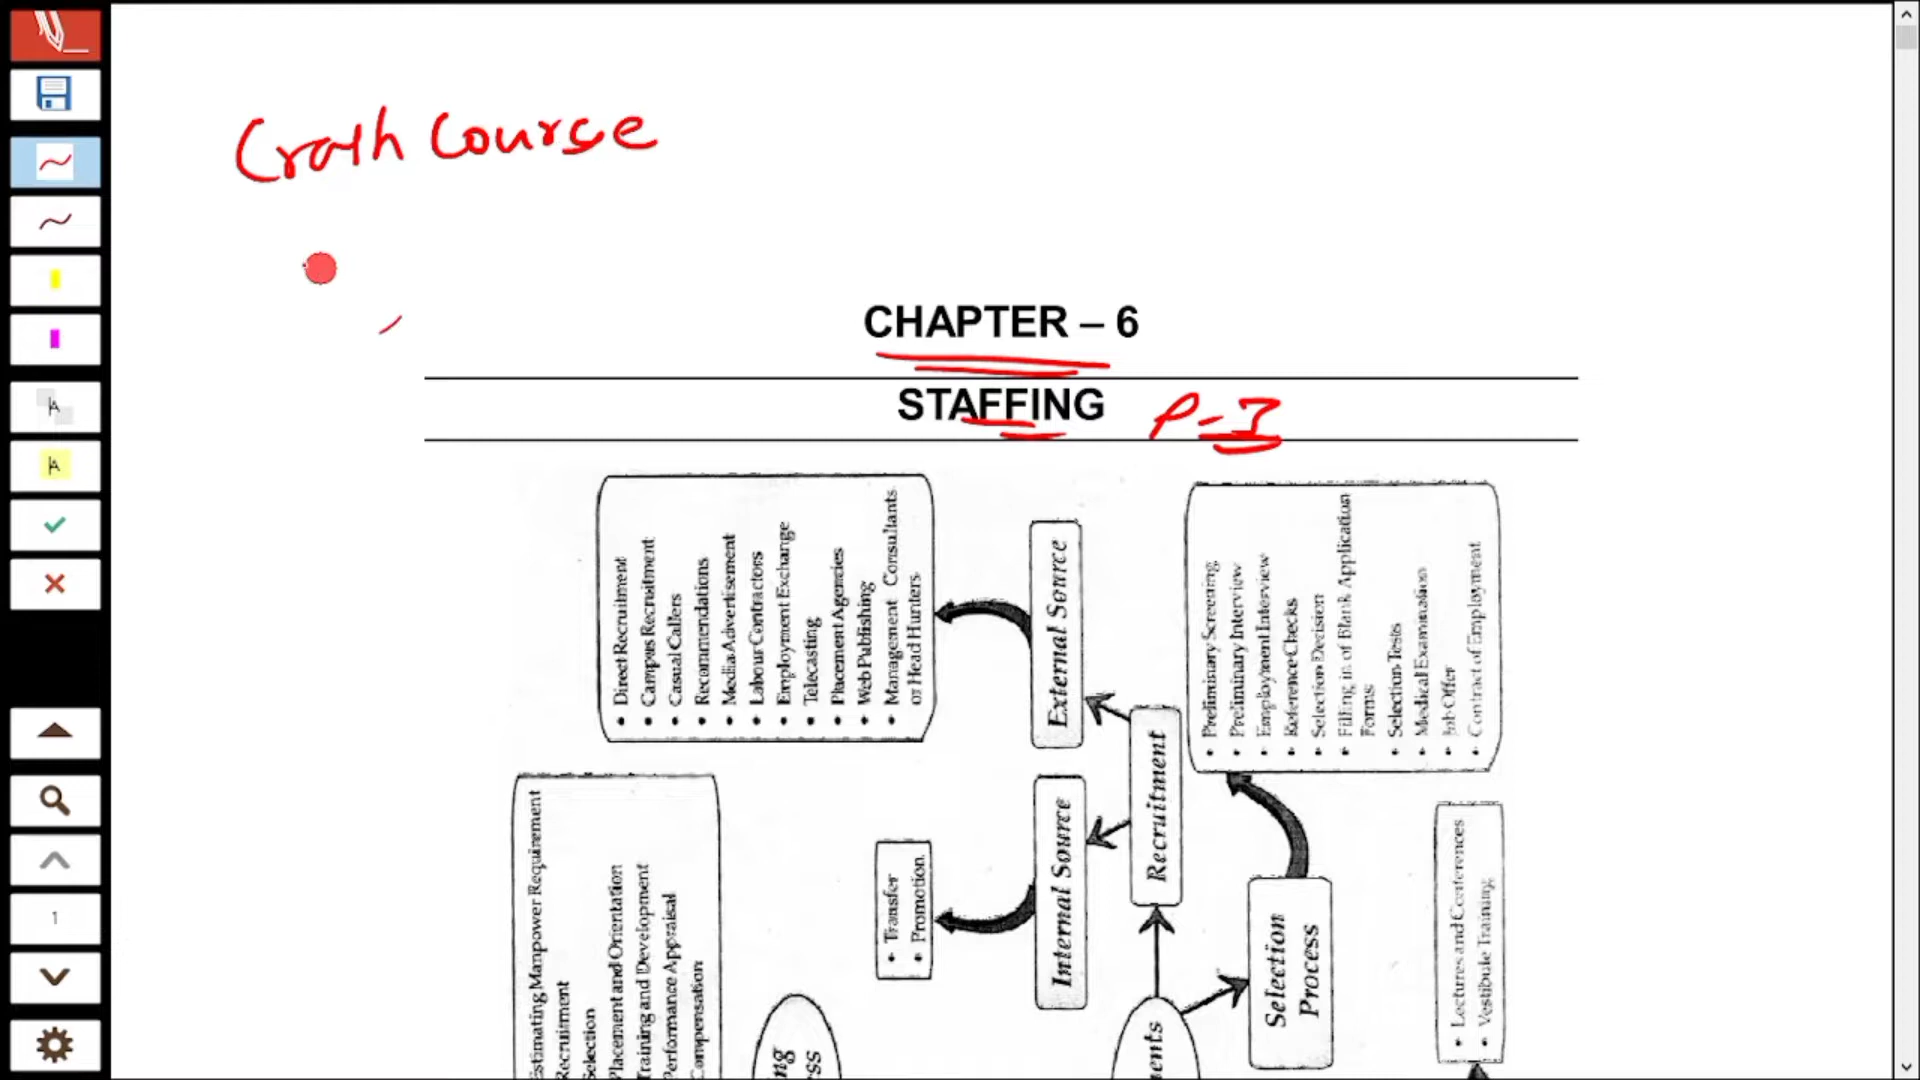 Crash Course
CHAPTER – 6
STAFFING P-I
• Direct Recruitment
• Campus Recruitment
• Casual Callers
• Recommendations
• Media Advertisement
• Labour Contractors
• Employment Exchange
• Telecasting
• Placement Agencies
• Web Publishing
• Management Consultants
or Head Hunters
External Source
• Preliminary Screening
• Preliminary Interview
• Employment Interview
• Reference Checks
• Selection Decision
• Filling in of Blank Application
Forms
• Selection Tests
• Medical Examination
• Job Offer
• Contract of Employment
Recruitment
Internal Source
• Transfer
• Promotion
Estimating Manpower Requirement
Recruitment
Selection
Placement and Orientation
Training and Development
Performance Appraisal
Compensation
Selection
Process
• Lectures and Conferences
• Vestibule Training
1